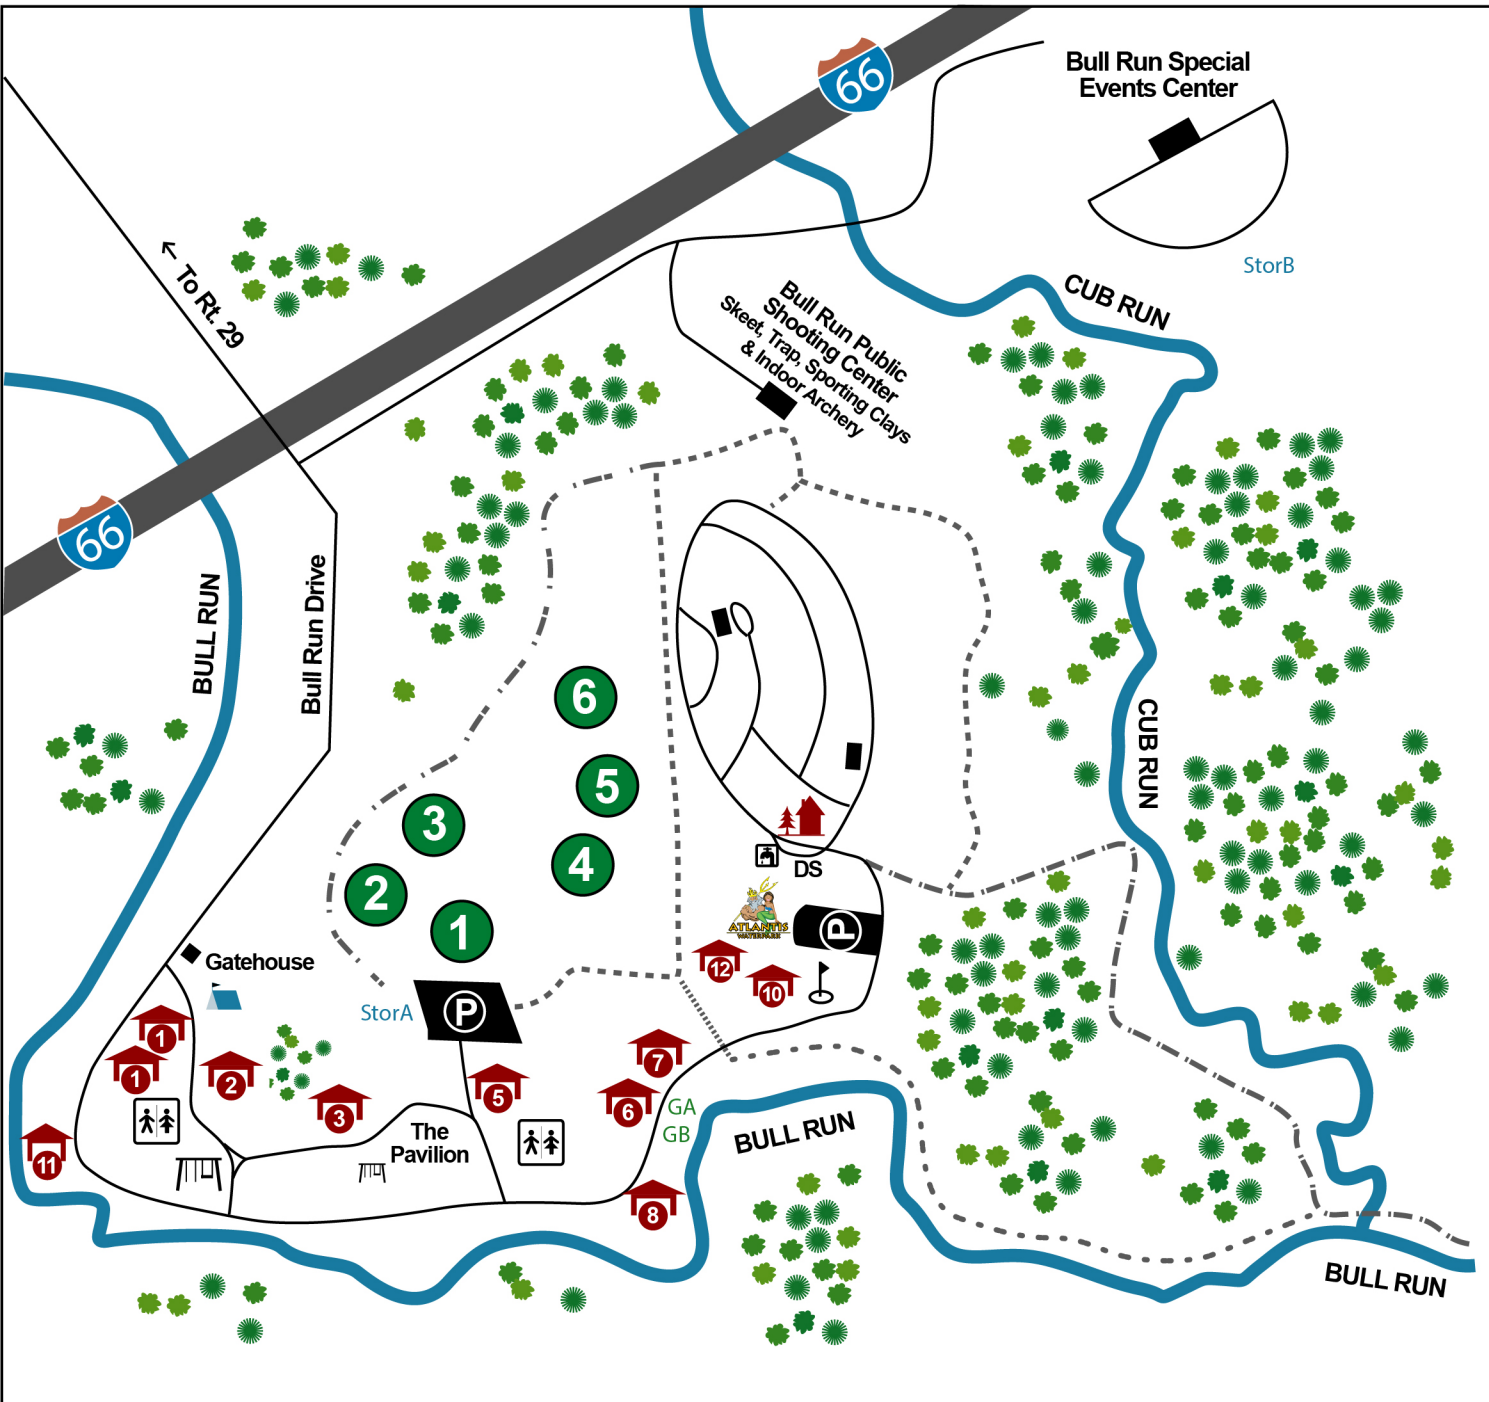 66
Bull Run Special
Events Center
StorB
← To Rt. 29
CUB RUN
Bull Run Public
Shooting Center
Skeet, Trap, Sporting Clays
& Indoor Archery
66
BULL RUN
Bull Run Drive
6
5
3
4
2
1
CUB RUN
DS
ATLANTIS
WATERPARK
P
Gatehouse
12
10
StorA
P
1
1
2
3
5
7
6
GA
GB
The
Pavilion
BULL RUN
11
8
BULL RUN